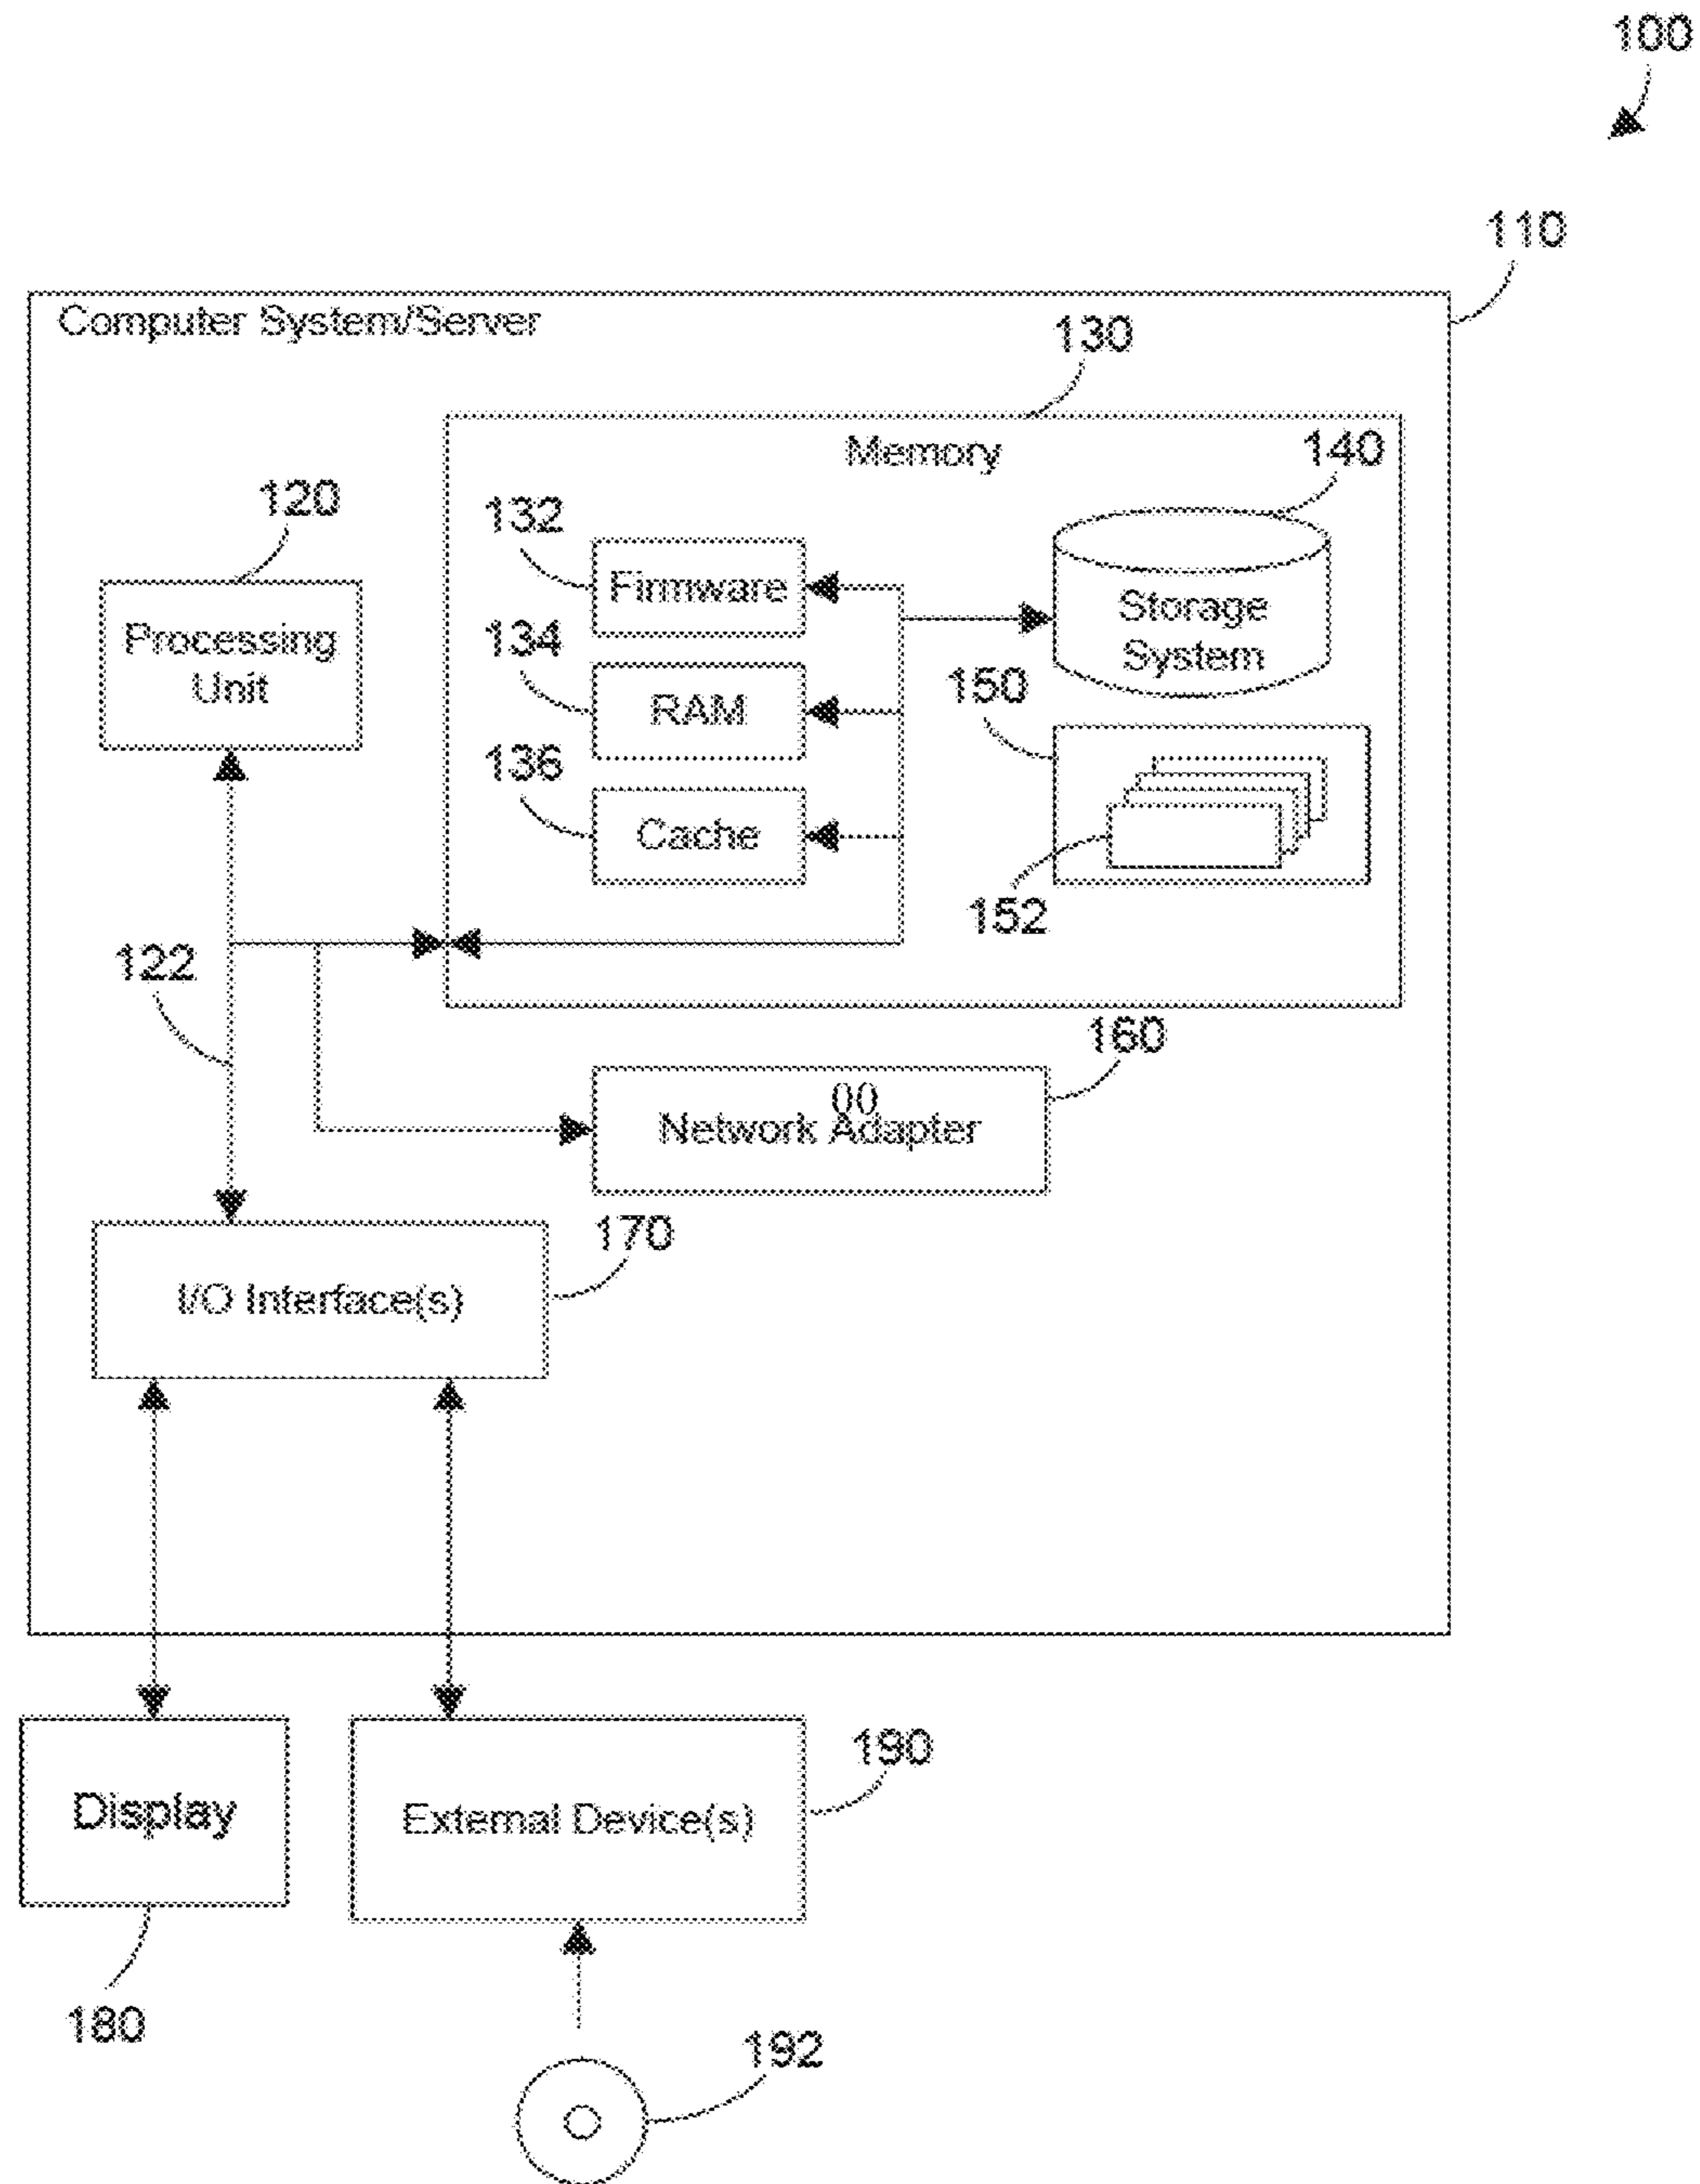 100
110
Computer System/Server
130
Memory
140
120
132
Firmware
Storage
System
Processing
Unit
134
RAM
150
136
Cache
152
122
160
00
Network Adapter
170
I/O Interface(s)
190
Display
External Device(s)
180
192